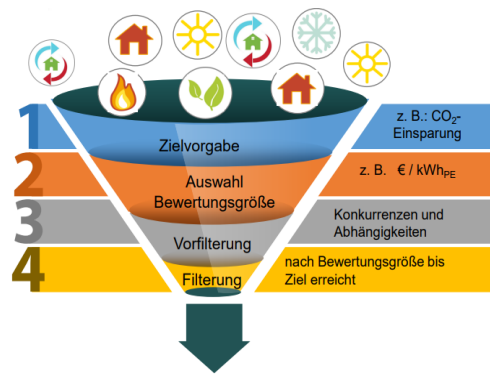 1
Zielvorgabe
z. B.: CO₂-
Einsparung
2
Auswahl
Bewertungsgröße
z. B. € / kWh_PE
3
Vorfilterung
Konkurrenzen und
Abhängigkeiten
4
Filterung
nach Bewertungsgröße bis
Ziel erreicht